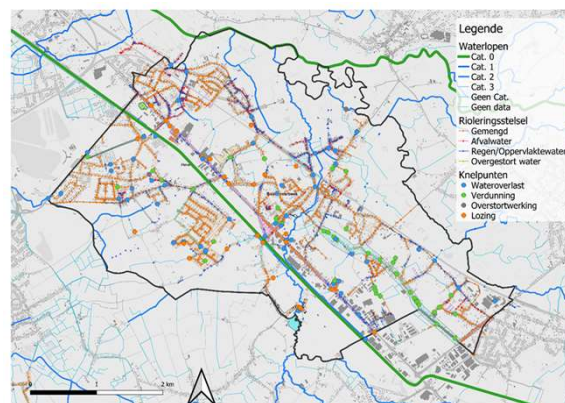 Legende
Waterlopen
Cat. 0
Cat. 1
Cat. 2
Cat. 3
Geen Cat.
Geen data
Rioleringsstelsel
Gemengd
Afvalwater
Regen/Oppervlaktewater
Overgestort water
Knelpunten
Wateroverlast
Verdunning
Overstortwerking
Lozing
0 1 2 km